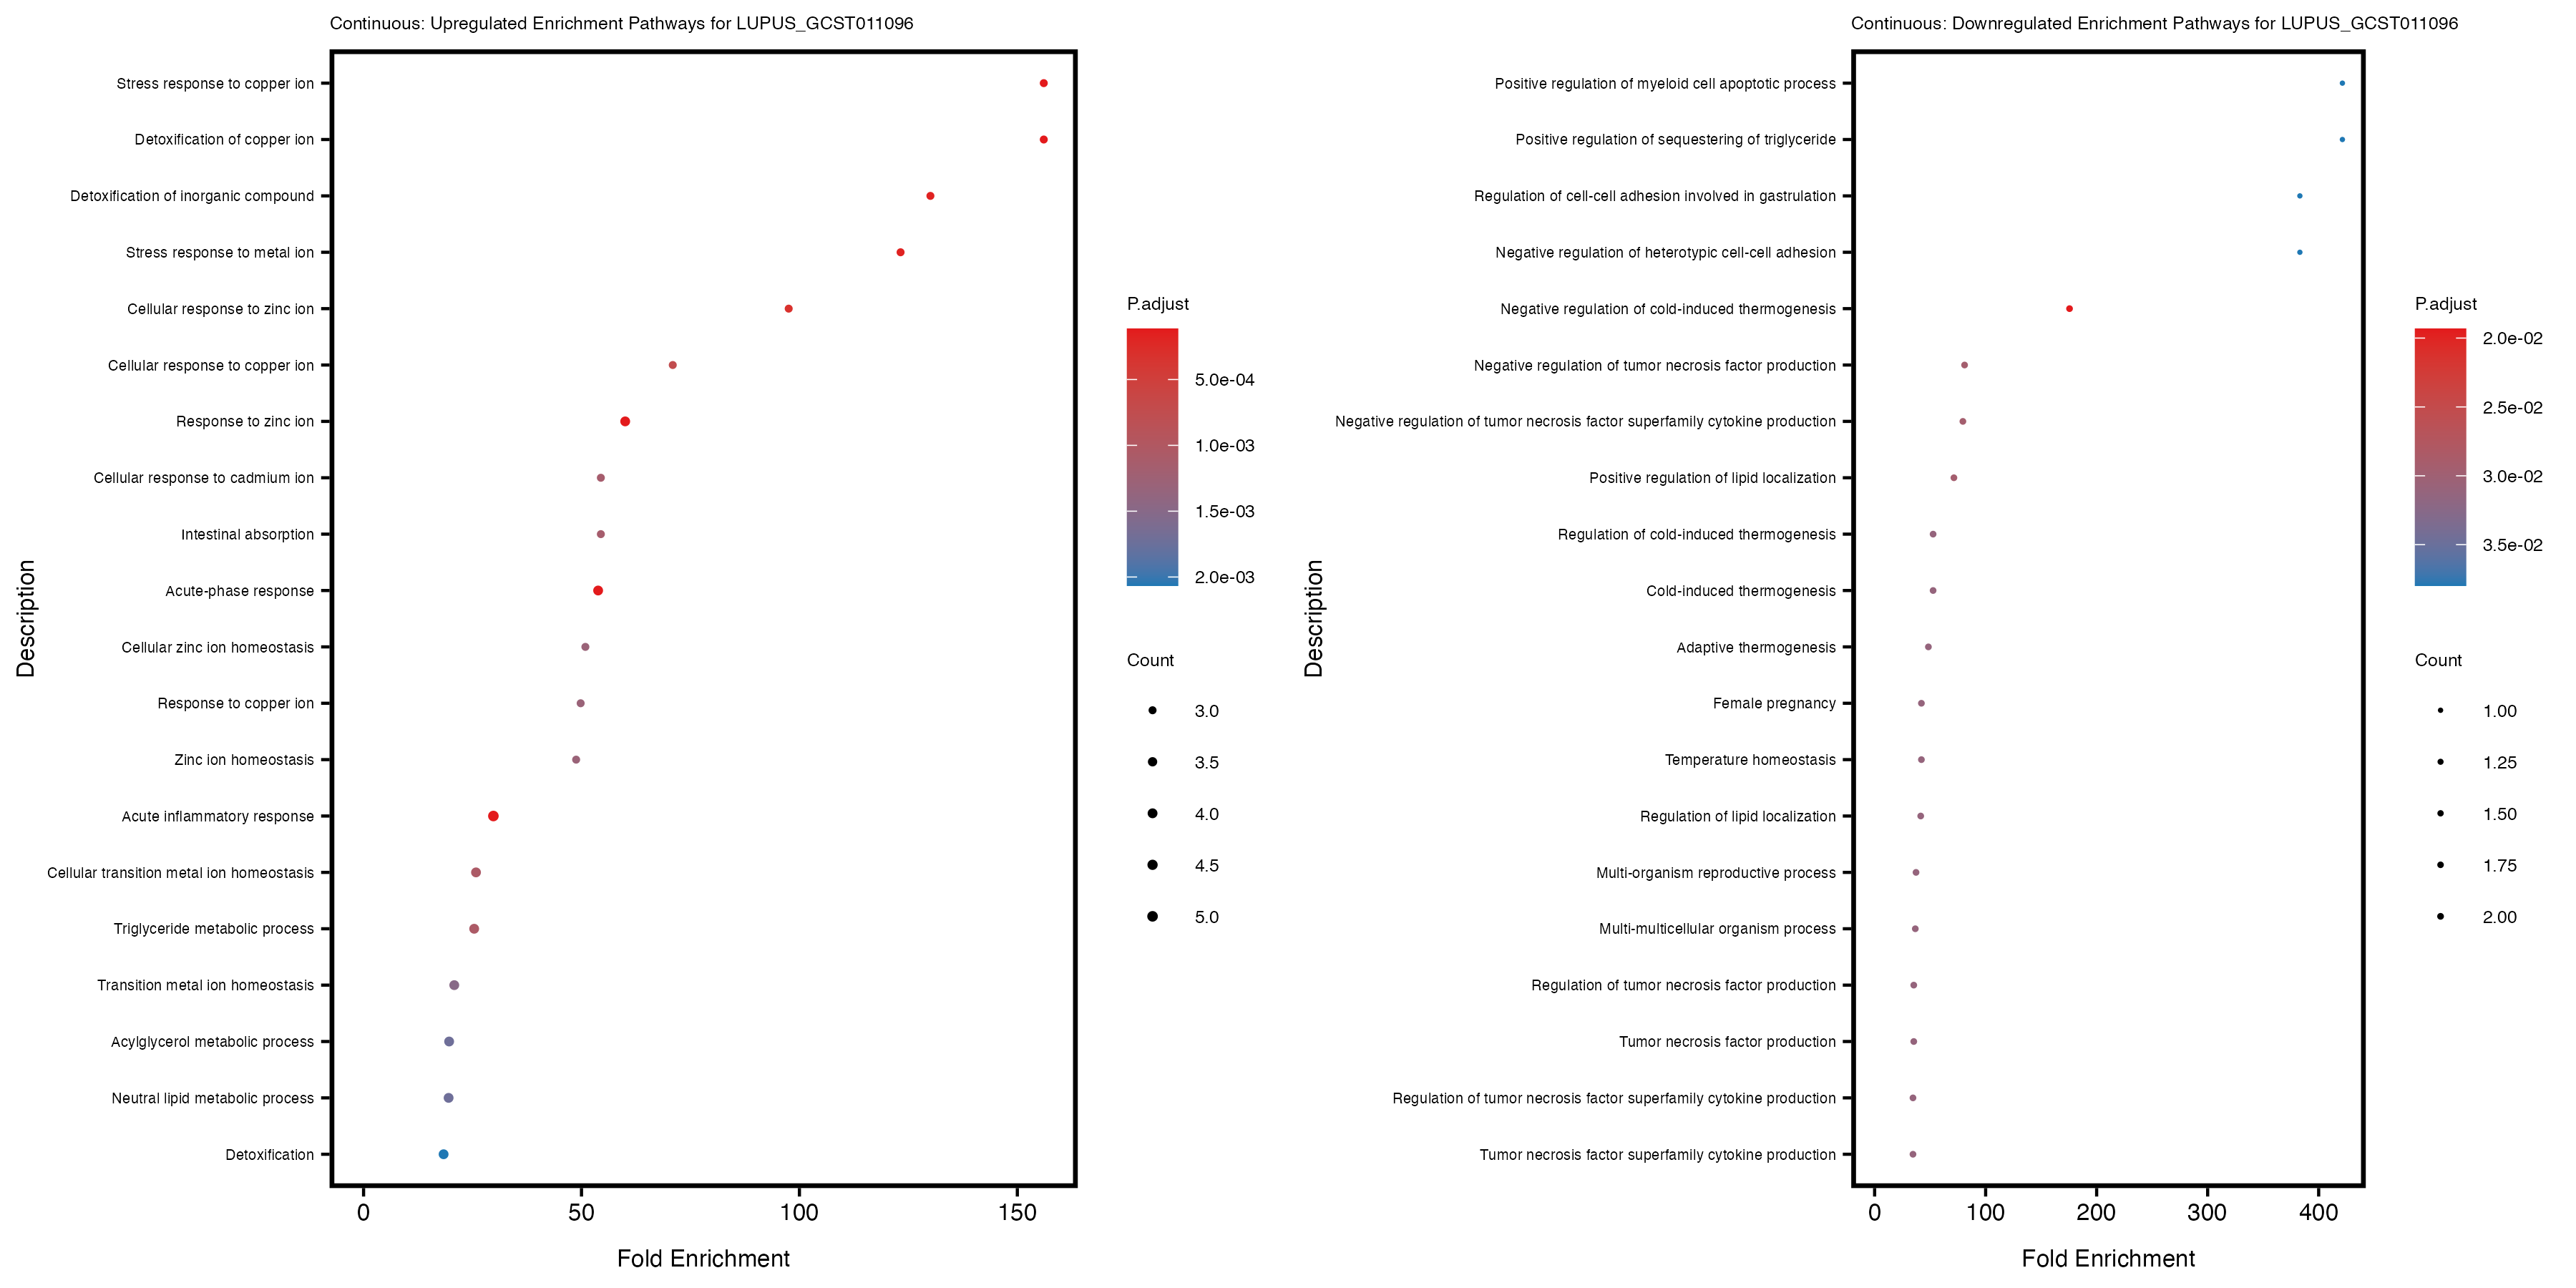 Continuous: Upregulated Enrichment Pathways for LUPUS_GCST011096
Stress response to copper ion
Detoxification of copper ion
Detoxification of inorganic compound
Stress response to metal ion
Cellular response to zinc ion
Cellular response to copper ion
Response to zinc ion
Cellular response to cadmium ion
Intestinal absorption
Acute-phase response
Cellular zinc ion homeostasis
Response to copper ion
Zinc ion homeostasis
Acute inflammatory response
Cellular transition metal ion homeostasis
Triglyceride metabolic process
Transition metal ion homeostasis
Acylglycerol metabolic process
Neutral lipid metabolic process
Detoxification
Description
0 50 100 150
Fold Enrichment
P.adjust
5.0e-04
1.0e-03
1.5e-03
2.0e-03
Count
3.0
3.5
4.0
4.5
5.0
Continuous: Downregulated Enrichment Pathways for LUPUS_GCST011096
Positive regulation of myeloid cell apoptotic process
Positive regulation of sequestering of triglyceride
Regulation of cell-cell adhesion involved in gastrulation
Negative regulation of heterotypic cell-cell adhesion
Negative regulation of cold-induced thermogenesis
Negative regulation of tumor necrosis factor production
Negative regulation of tumor necrosis factor superfamily cytokine production
Positive regulation of lipid localization
Regulation of cold-induced thermogenesis
Cold-induced thermogenesis
Adaptive thermogenesis
Female pregnancy
Temperature homeostasis
Regulation of lipid localization
Multi-organism reproductive process
Multi-multicellular organism process
Regulation of tumor necrosis factor production
Tumor necrosis factor production
Regulation of tumor necrosis factor superfamily cytokine production
Tumor necrosis factor superfamily cytokine production
Description
0 100 200 300 400
Fold Enrichment
P.adjust
2.0e-02
2.5e-02
3.0e-02
3.5e-02
Count
1.00
1.25
1.50
1.75
2.00